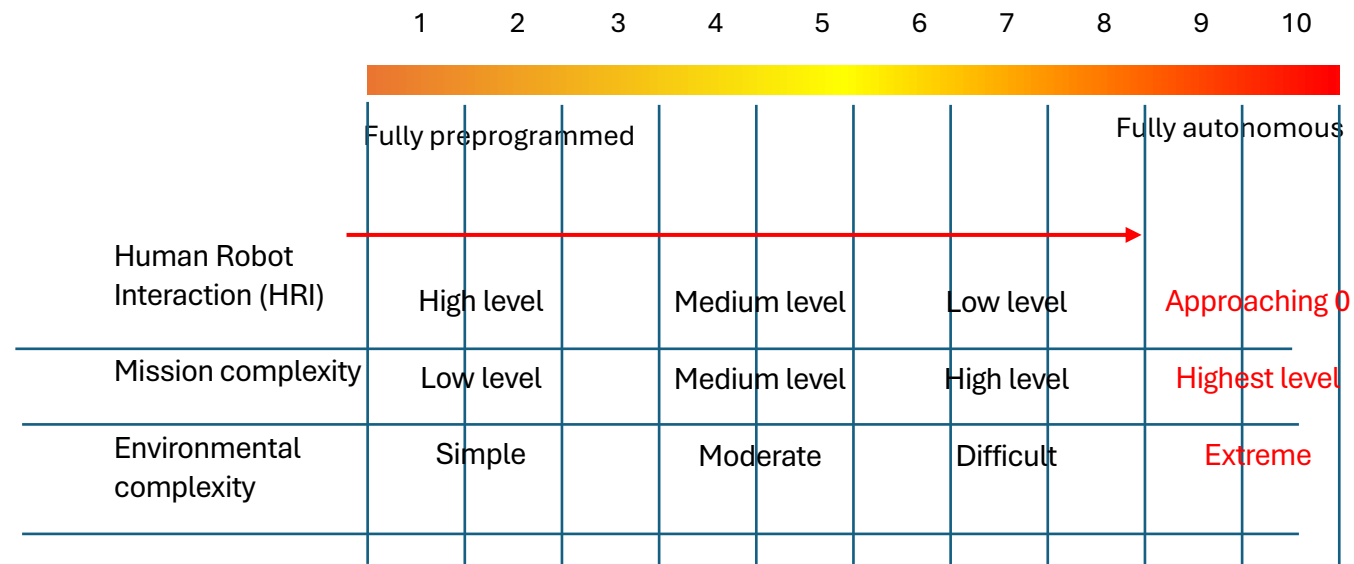 1 2 3 4 5 6 7 8 9 10
Fully preprogrammed Fully autonomous
Human Robot
Interaction (HRI) High level Medium level Low level Approaching 0
Mission complexity Low level Medium level High level Highest level
Environmental
complexity Simple Moderate Difficult Extreme